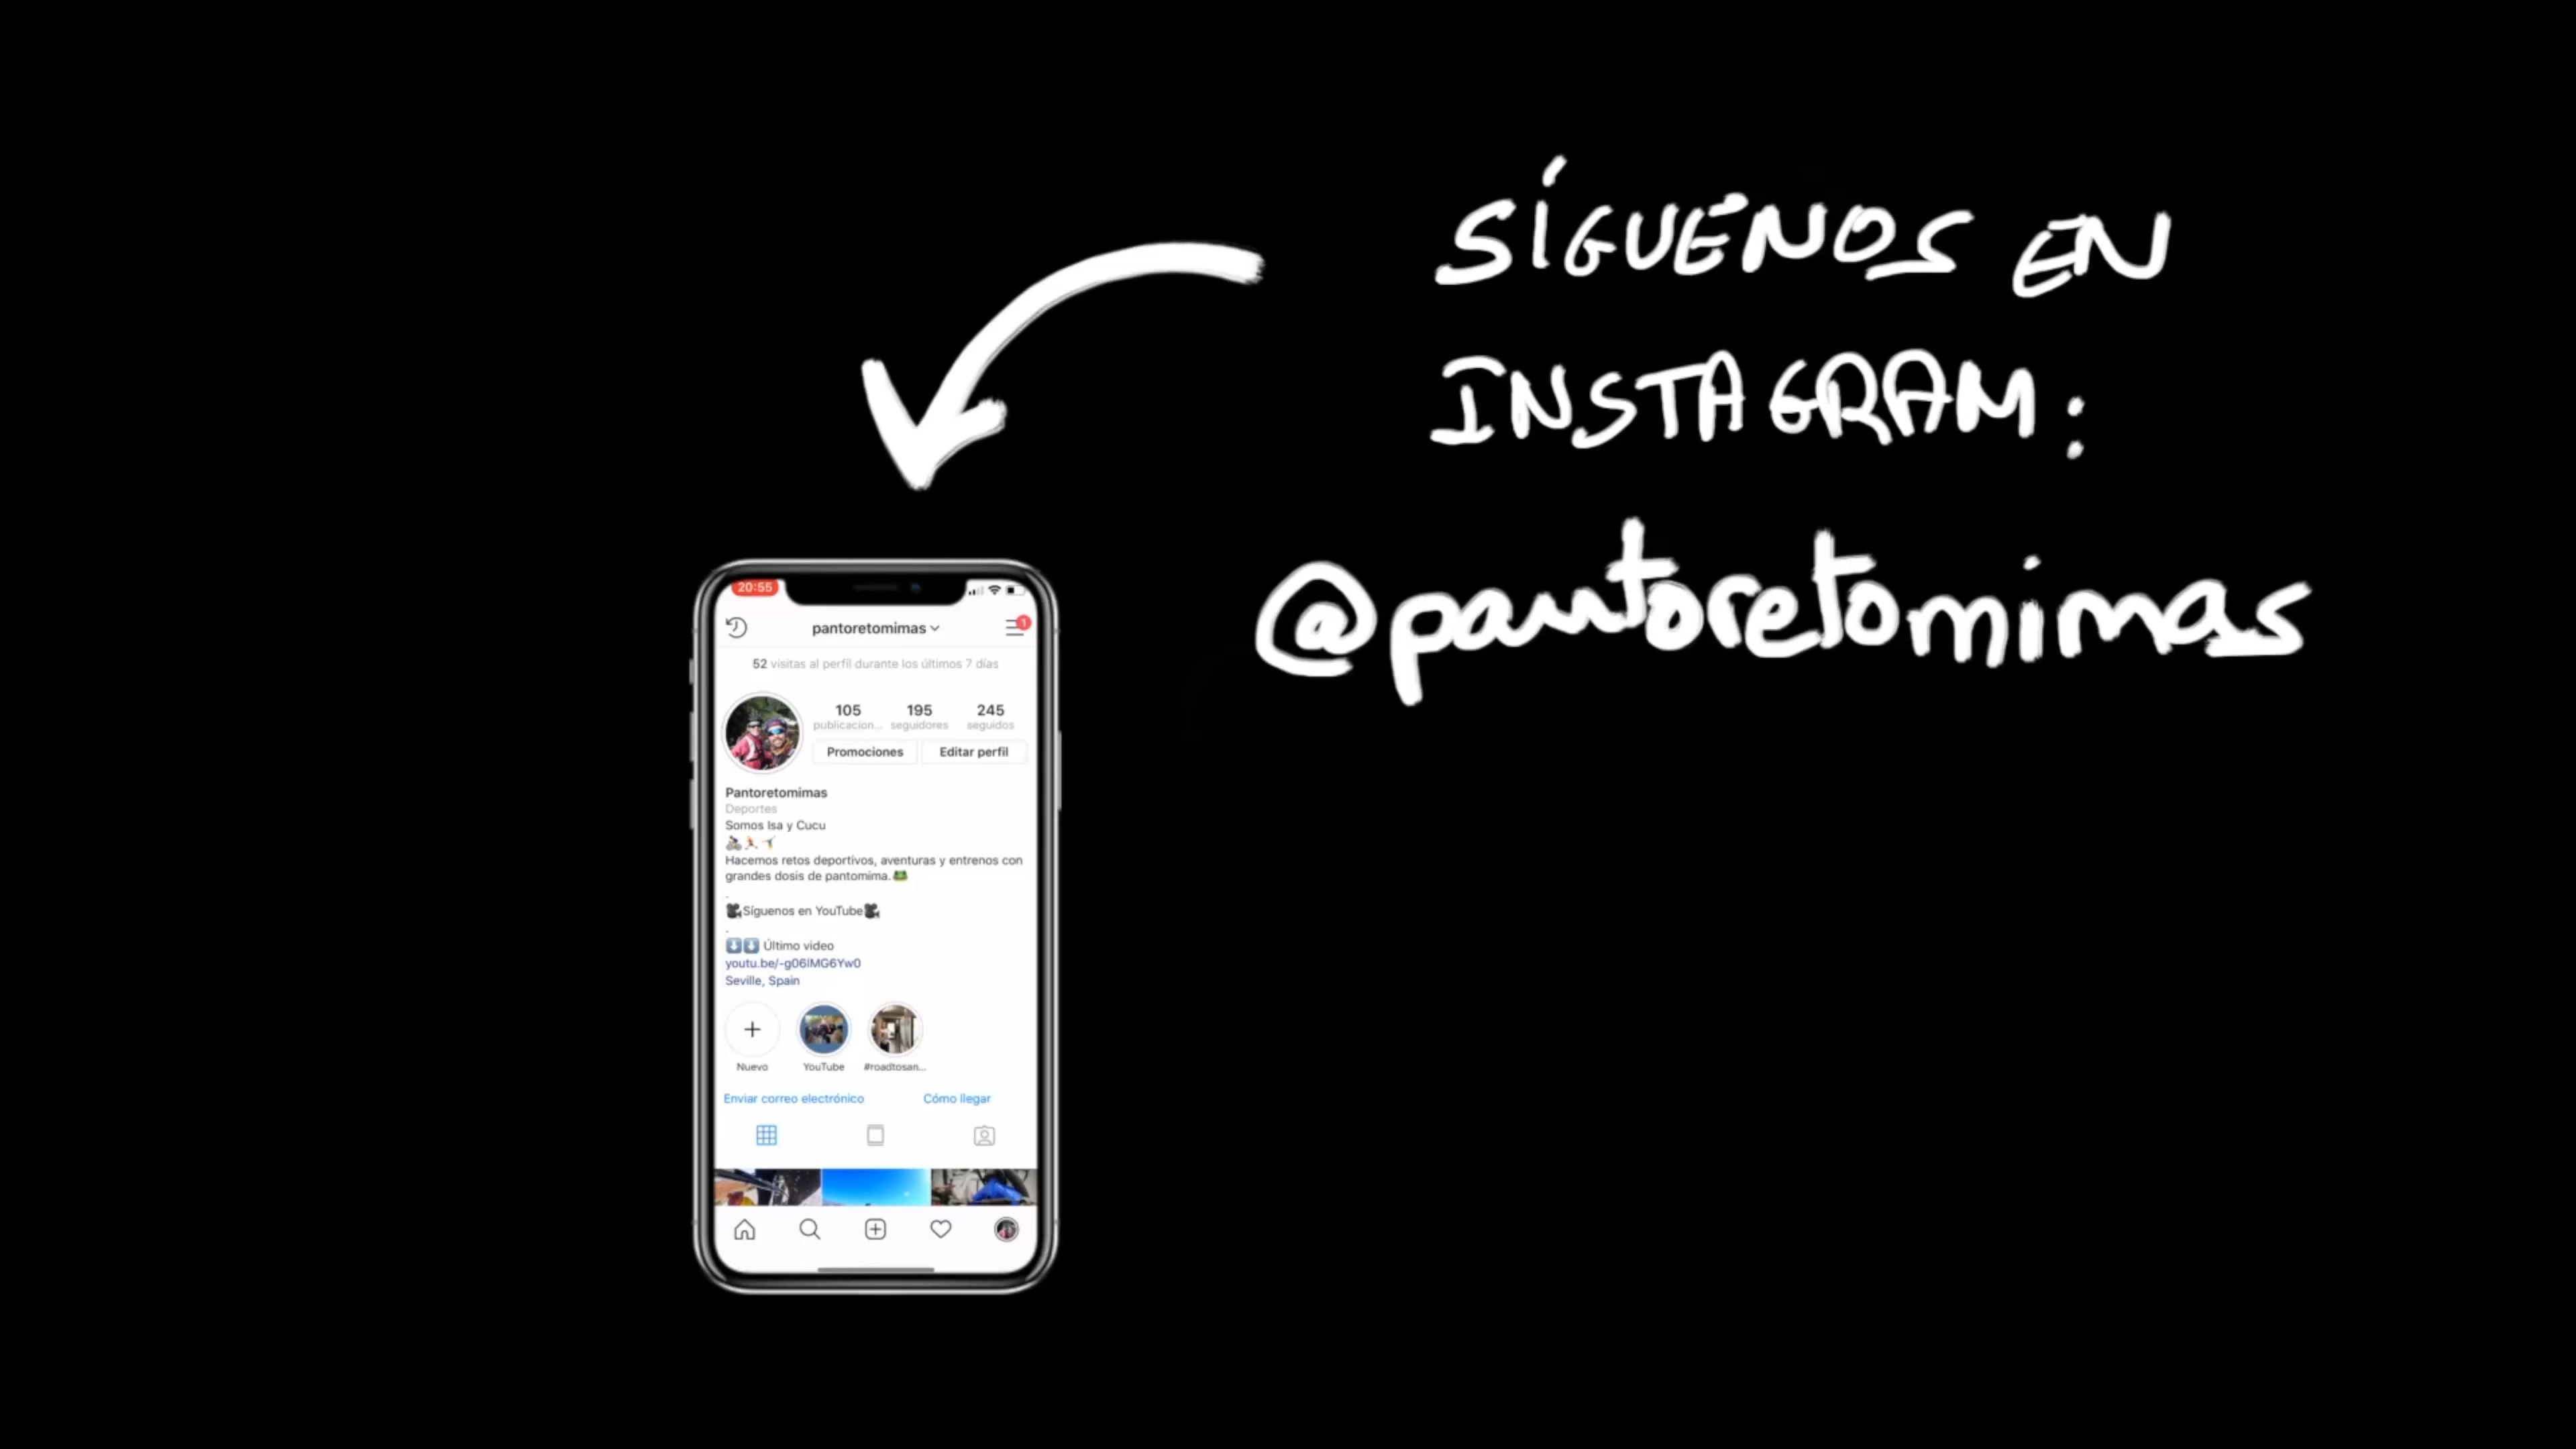 SÍGUENOS EN
INSTAGRAM:
@pantoretomimas
20:55
pantoretomimas
1
52 visitas al perfil durante los últimos 7 días
105 195 245
publicacion... seguidores seguidos
Promociones Editar perfil
Pantoretomimas
Deportes
Somos Isa y Cucu
Hacemos retos deportivos, aventuras y entrenos con
grandes dosis de pantomima.
.
Síguenos en YouTube
.
Último video
youtu.be/-g06IMG6Yw0
Seville, Spain
Nuevo YouTube #roadtosan...
Enviar correo electrónico Cómo llegar